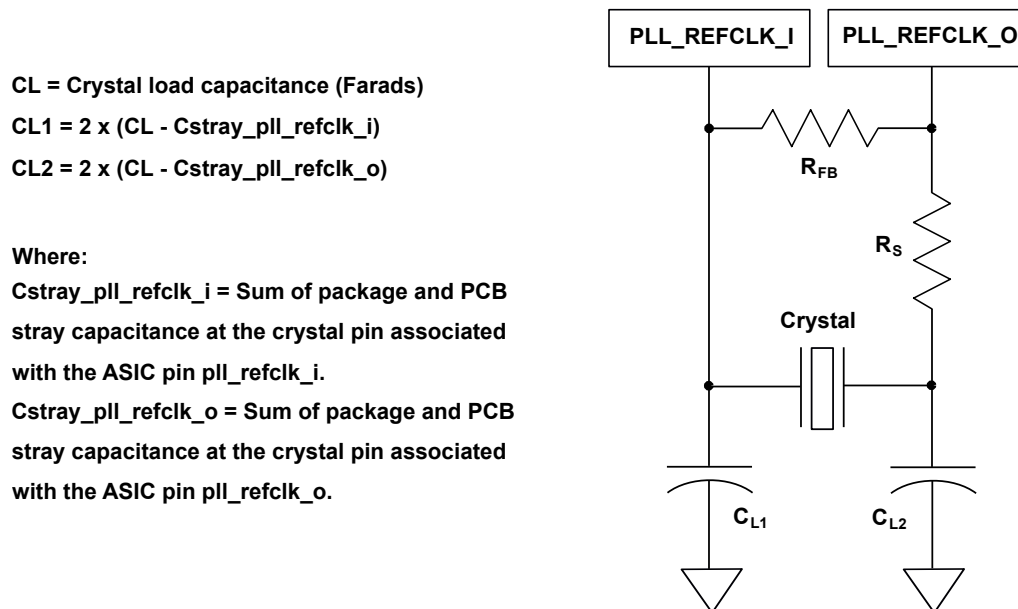 CL = Crystal load capacitance (Farads)
CL1 = 2 x (CL - Cstray_pll_refclk_i)
CL2 = 2 x (CL - Cstray_pll_refclk_o)
Where:
Cstray_pll_refclk_i = Sum of package and PCB
stray capacitance at the crystal pin associated
with the ASIC pin pll_refclk_i.
Cstray_pll_refclk_o = Sum of package and PCB
stray capacitance at the crystal pin associated
with the ASIC pin pll_refclk_o.
PLL_REFCLK_I
PLL_REFCLK_O
RFB
RS
Crystal
CL1
CL2